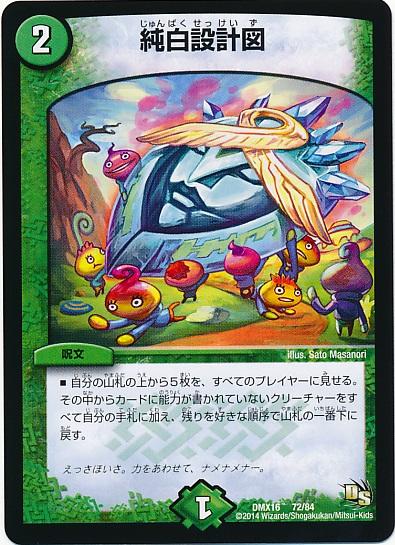 2
じゅんぱくせっけいず
純白設計図
呪文
illus. Sato Masanori
■ 自分の山札の上から５枚を、すべてのプレイヤーに見せる。
その中からカードに能力が書かれていないクリーチャーをす
べて自分の手札に加え、残りを好きな順序で山札の一番下に
戻す。
えっさほいさ。力をあわせて、ナメナメナー。
1
DMX16 72/84
©2014 Wizards/Shogakukan/Mitsui-Kids
DS